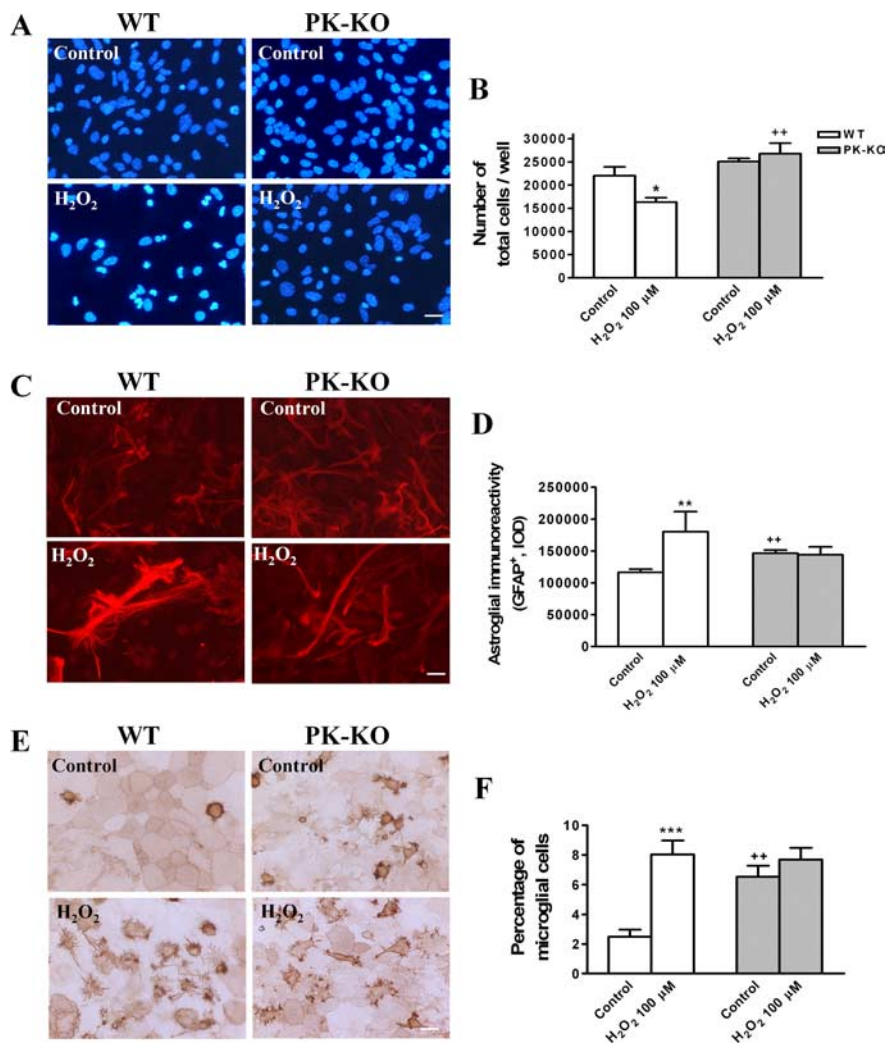 A
WT
PK-KO
Control
Control
H₂O₂
H₂O₂
B
Number of
total cells / well
30000
25000
20000
15000
10000
5000
0
*
++
WT
PK-KO
Control
H₂O₂ 100 µM
Control
H₂O₂ 100 µM
C
WT
PK-KO
Control
Control
H₂O₂
H₂O₂
D
Astroglial immunoreactivity
(GFAP⁺, IOD)
250000
200000
150000
100000
50000
0
**
++
Control
H₂O₂ 100 µM
Control
H₂O₂ 100 µM
E
WT
PK-KO
Control
Control
H₂O₂
H₂O₂
F
Percentage of
microglial cells
8
6
4
2
0
***
++
Control
H₂O₂ 100 µM
Control
H₂O₂ 100 µM